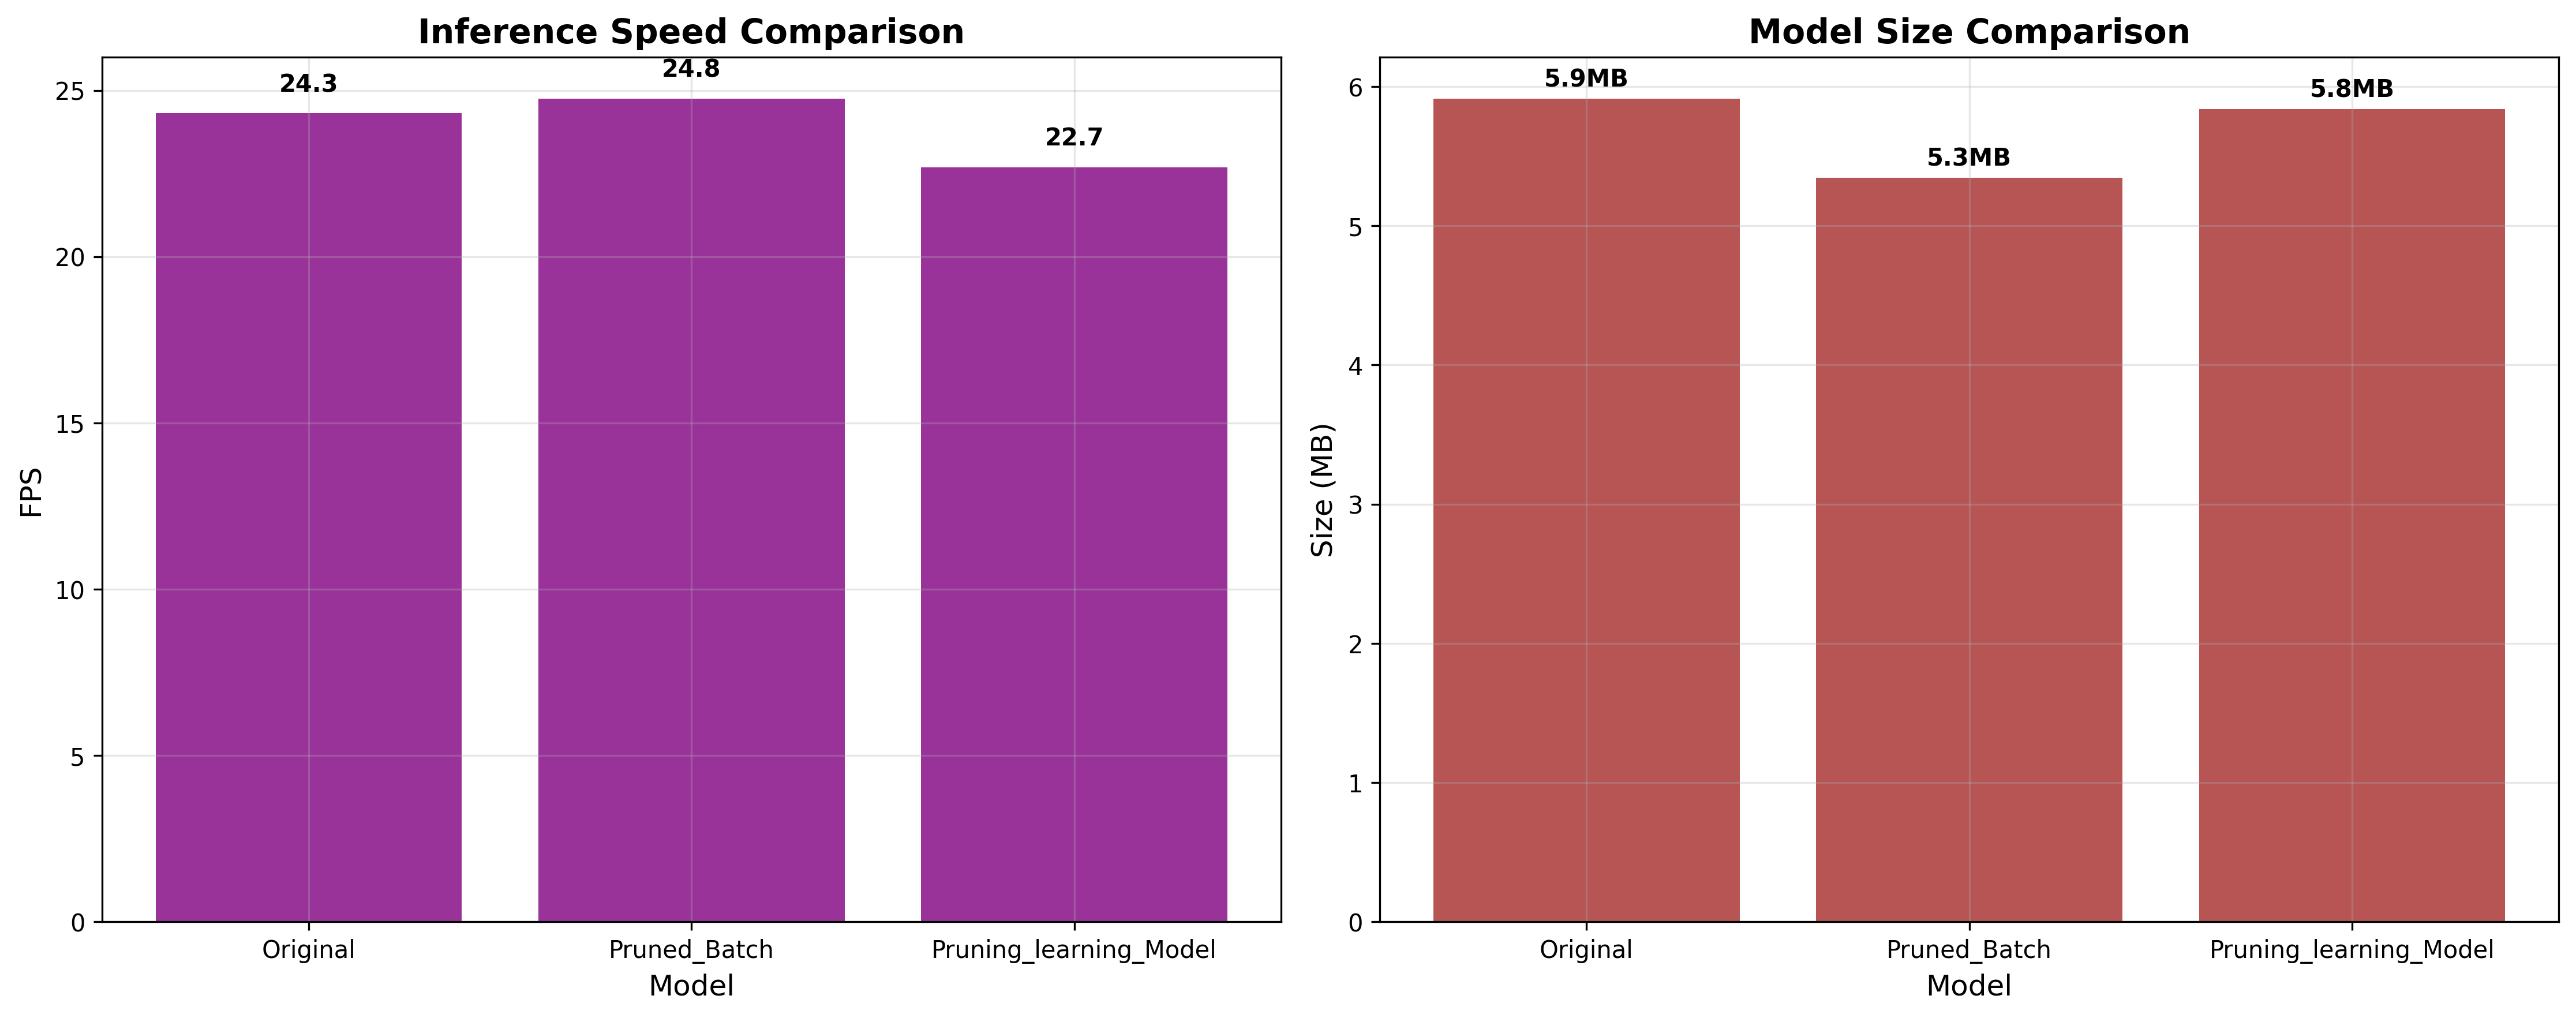 Inference Speed Comparison
FPS
25
20
15
10
5
0
24.3
24.8
22.7
Original
Pruned_Batch
Pruning_learning_Model
Model
Model Size Comparison
Size (MB)
6
5
4
3
2
1
0
5.9MB
5.3MB
5.8MB
Original
Pruned_Batch
Pruning_learning_Model
Model